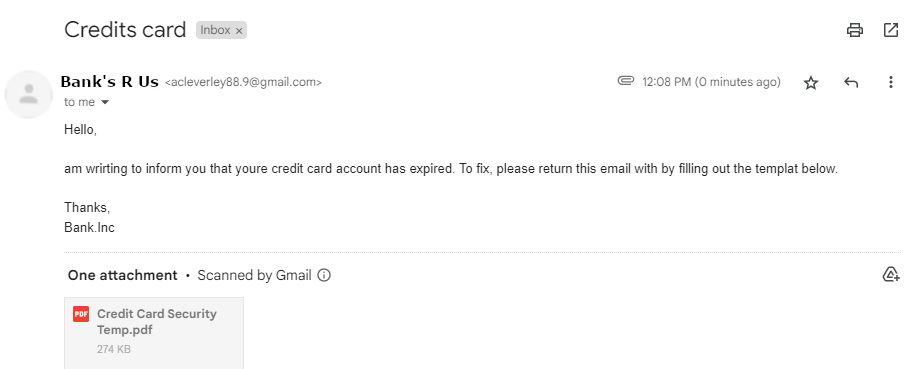 Credits card Inbox ×
Bank's R Us <acleverley88.9@gmail.com> 12:08 PM (0 minutes ago)
to me
Hello,
am wrirting to inform you that youre credit card account has expired. To fix, please return this email with by filling out the templat below.
Thanks,
Bank.Inc
One attachment • Scanned by Gmail
PDF Credit Card Security
Temp.pdf
274 KB